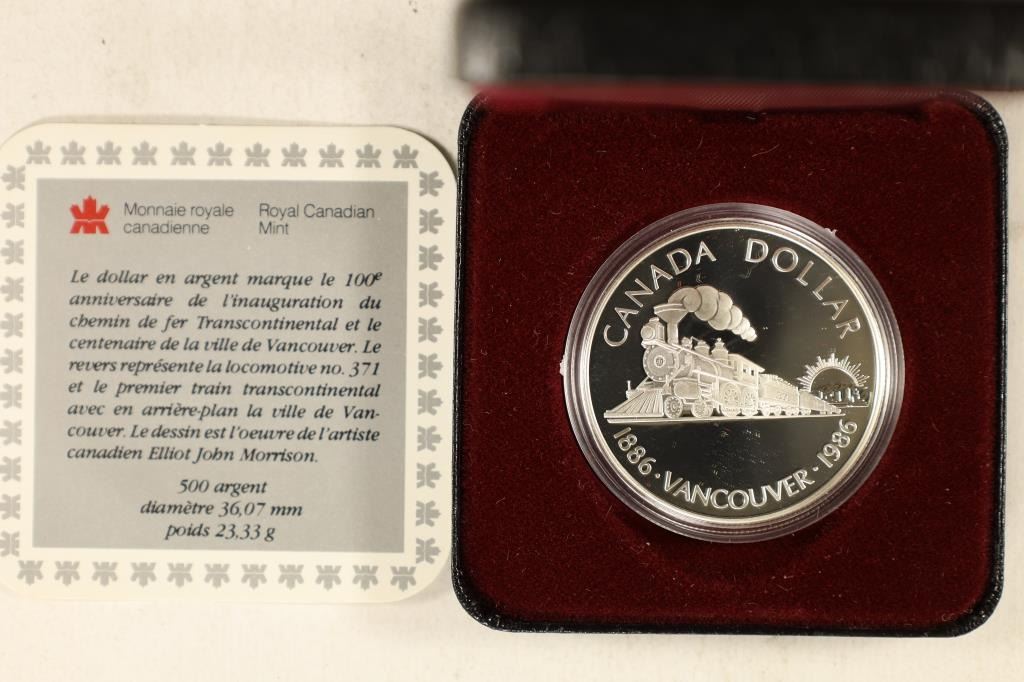 Monnaie royale
canadienne
Royal Canadian
Mint
Le dollar en argent marque le 100e
anniversaire de l'inauguration du
chemin de fer Transcontinental et le
centenaire de la ville de Vancouver. Le
revers représente la locomotive no. 371
et le premier train transcontinental
avec en arrière-plan la ville de Van-
couver. Le dessin est l'oeuvre de l'artiste
canadien Elliot John Morrison.
500 argent
diamètre 36,07 mm
poids 23,33 g
CANADA DOLLAR
1886 · VANCOUVER · 1986